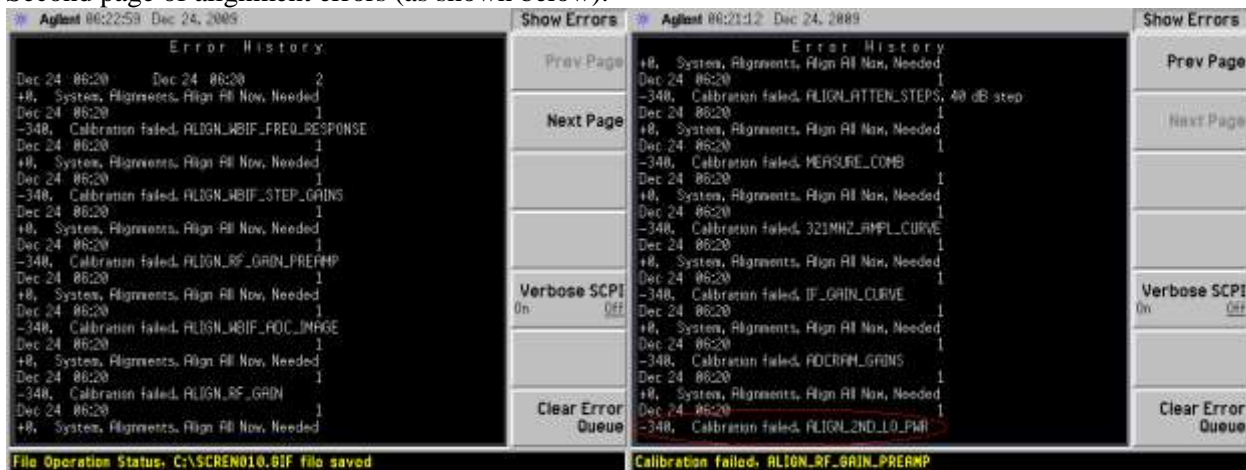 Second page of alignment errors (as shown below):
Agilent 06:22:59 Dec 24, 2009
Show Errors
Error History
Dec 24 06:20 Dec 24 06:20 2
+0, System, Alignments, Align All Now, Needed
Dec 24 06:20 1
-340, Calibration failed, ALIGN_WBIF_FREQ_RESPONSE
Dec 24 06:20 1
+0, System, Alignments, Align All Now, Needed
Dec 24 06:20 1
-340, Calibration failed, ALIGN_WBIF_STEP_GAINS
Dec 24 06:20 1
+0, System, Alignments, Align All Now, Needed
Dec 24 06:20 1
-340, Calibration failed, ALIGN_RF_GAIN_PREAMP
Dec 24 06:20 1
+0, System, Alignments, Align All Now, Needed
Dec 24 06:20 1
-340, Calibration failed, ALIGN_WBIF_ADC_IMAGE
Dec 24 06:20 1
+0, System, Alignments, Align All Now, Needed
Dec 24 06:20 1
-340, Calibration failed, ALIGN_RF_GAIN
Dec 24 06:20 1
+0, System, Alignments, Align All Now, Needed
Prev Page
Next Page
Verbose SCPI
On Off
Clear Error
Queue
File Operation Status, C:\SCREN010.GIF file saved
Agilent 06:21:12 Dec 24, 2009
Show Errors
Error History
+0, System, Alignments, Align All Now, Needed
Dec 24 06:20 1
-340, Calibration failed, ALIGN_ATTEN_STEPS, 40 dB step
Dec 24 06:20 1
+0, System, Alignments, Align All Now, Needed
Dec 24 06:20 1
-340, Calibration failed, MEASURE_COMB
Dec 24 06:20 1
+0, System, Alignments, Align All Now, Needed
Dec 24 06:20 1
-340, Calibration failed, 321MHZ_AMPL_CURVE
Dec 24 06:20 1
+0, System, Alignments, Align All Now, Needed
Dec 24 06:20 1
-340, Calibration failed, IF_GAIN_CURVE
Dec 24 06:20 1
+0, System, Alignments, Align All Now, Needed
Dec 24 06:20 1
-340, Calibration failed, ADCRAM_GAINS
Dec 24 06:20 1
+0, System, Alignments, Align All Now, Needed
Dec 24 06:20 1
-340, Calibration failed, ALIGN_2ND_LO_PWR
Prev Page
Next Page
Verbose SCPI
On Off
Clear Error
Queue
Calibration failed, ALIGN_RF_GAIN_PREAMP